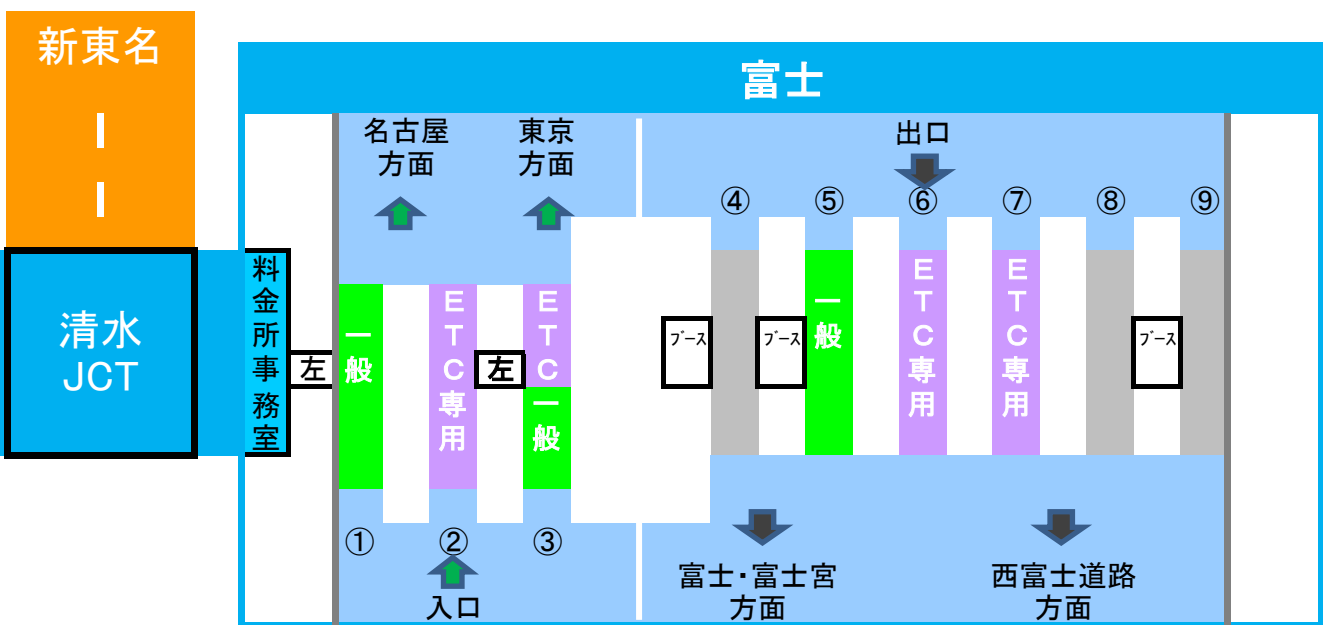 新東名
富士
名古屋
方面
東京
方面
出口
④
⑤
⑥
⑦
⑧
⑨
清水
JCT
料金所事務室
左
一般
ETC専用
左
ETC
一般
ブース
ブース
一般
ETC専用
ETC専用
ブース
①
②
③
入口
富士・富士宮
方面
西富士道路
方面